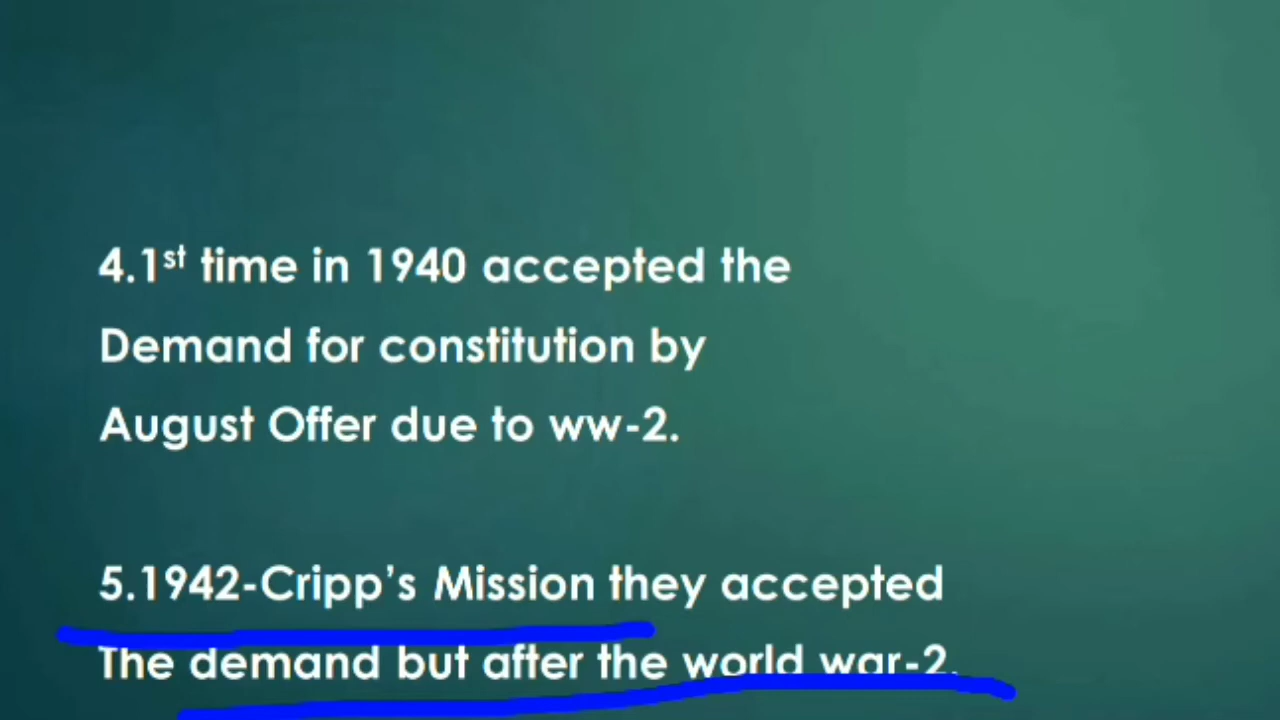 4.1st time in 1940 accepted the
Demand for constitution by
August Offer due to ww-2.
5.1942-Cripp's Mission they accepted
The demand but after the world war-2.